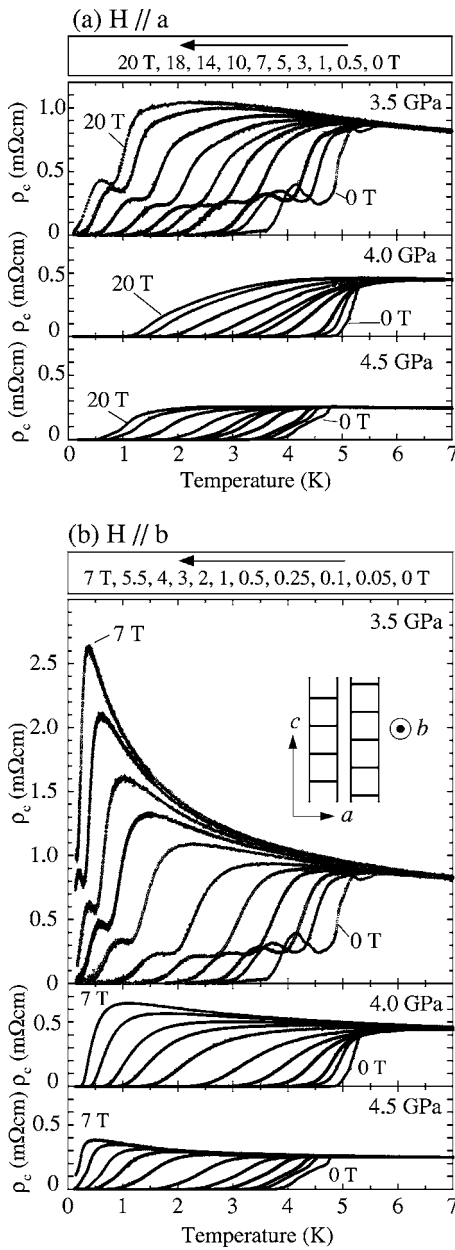 (a) H // a
20 T, 18, 14, 10, 7, 5, 3, 1, 0.5, 0 T
3.5 GPa
1.0
20 T
ρc (mΩcm)
0.5
0 T
0
4.0 GPa
0.5
20 T
ρc (mΩcm)
0 T
0
4.5 GPa
0.5
20 T
ρc (mΩcm)
0 T
0
0 1 2 3 4 5 6 7
Temperature (K)
(b) H // b
7 T, 5.5, 4, 3, 2, 1, 0.5, 0.25, 0.1, 0.05, 0 T
7 T
3.5 GPa
2.5
2.0
c
b
a
ρc (mΩcm)
1.5
1.0
0.5
0 T
0
7 T
4.0 GPa
0.5
ρc (mΩcm)
0 T
0
4.5 GPa
0.5
7 T
ρc (mΩcm)
0 T
0
0 1 2 3 4 5 6 7
Temperature (K)